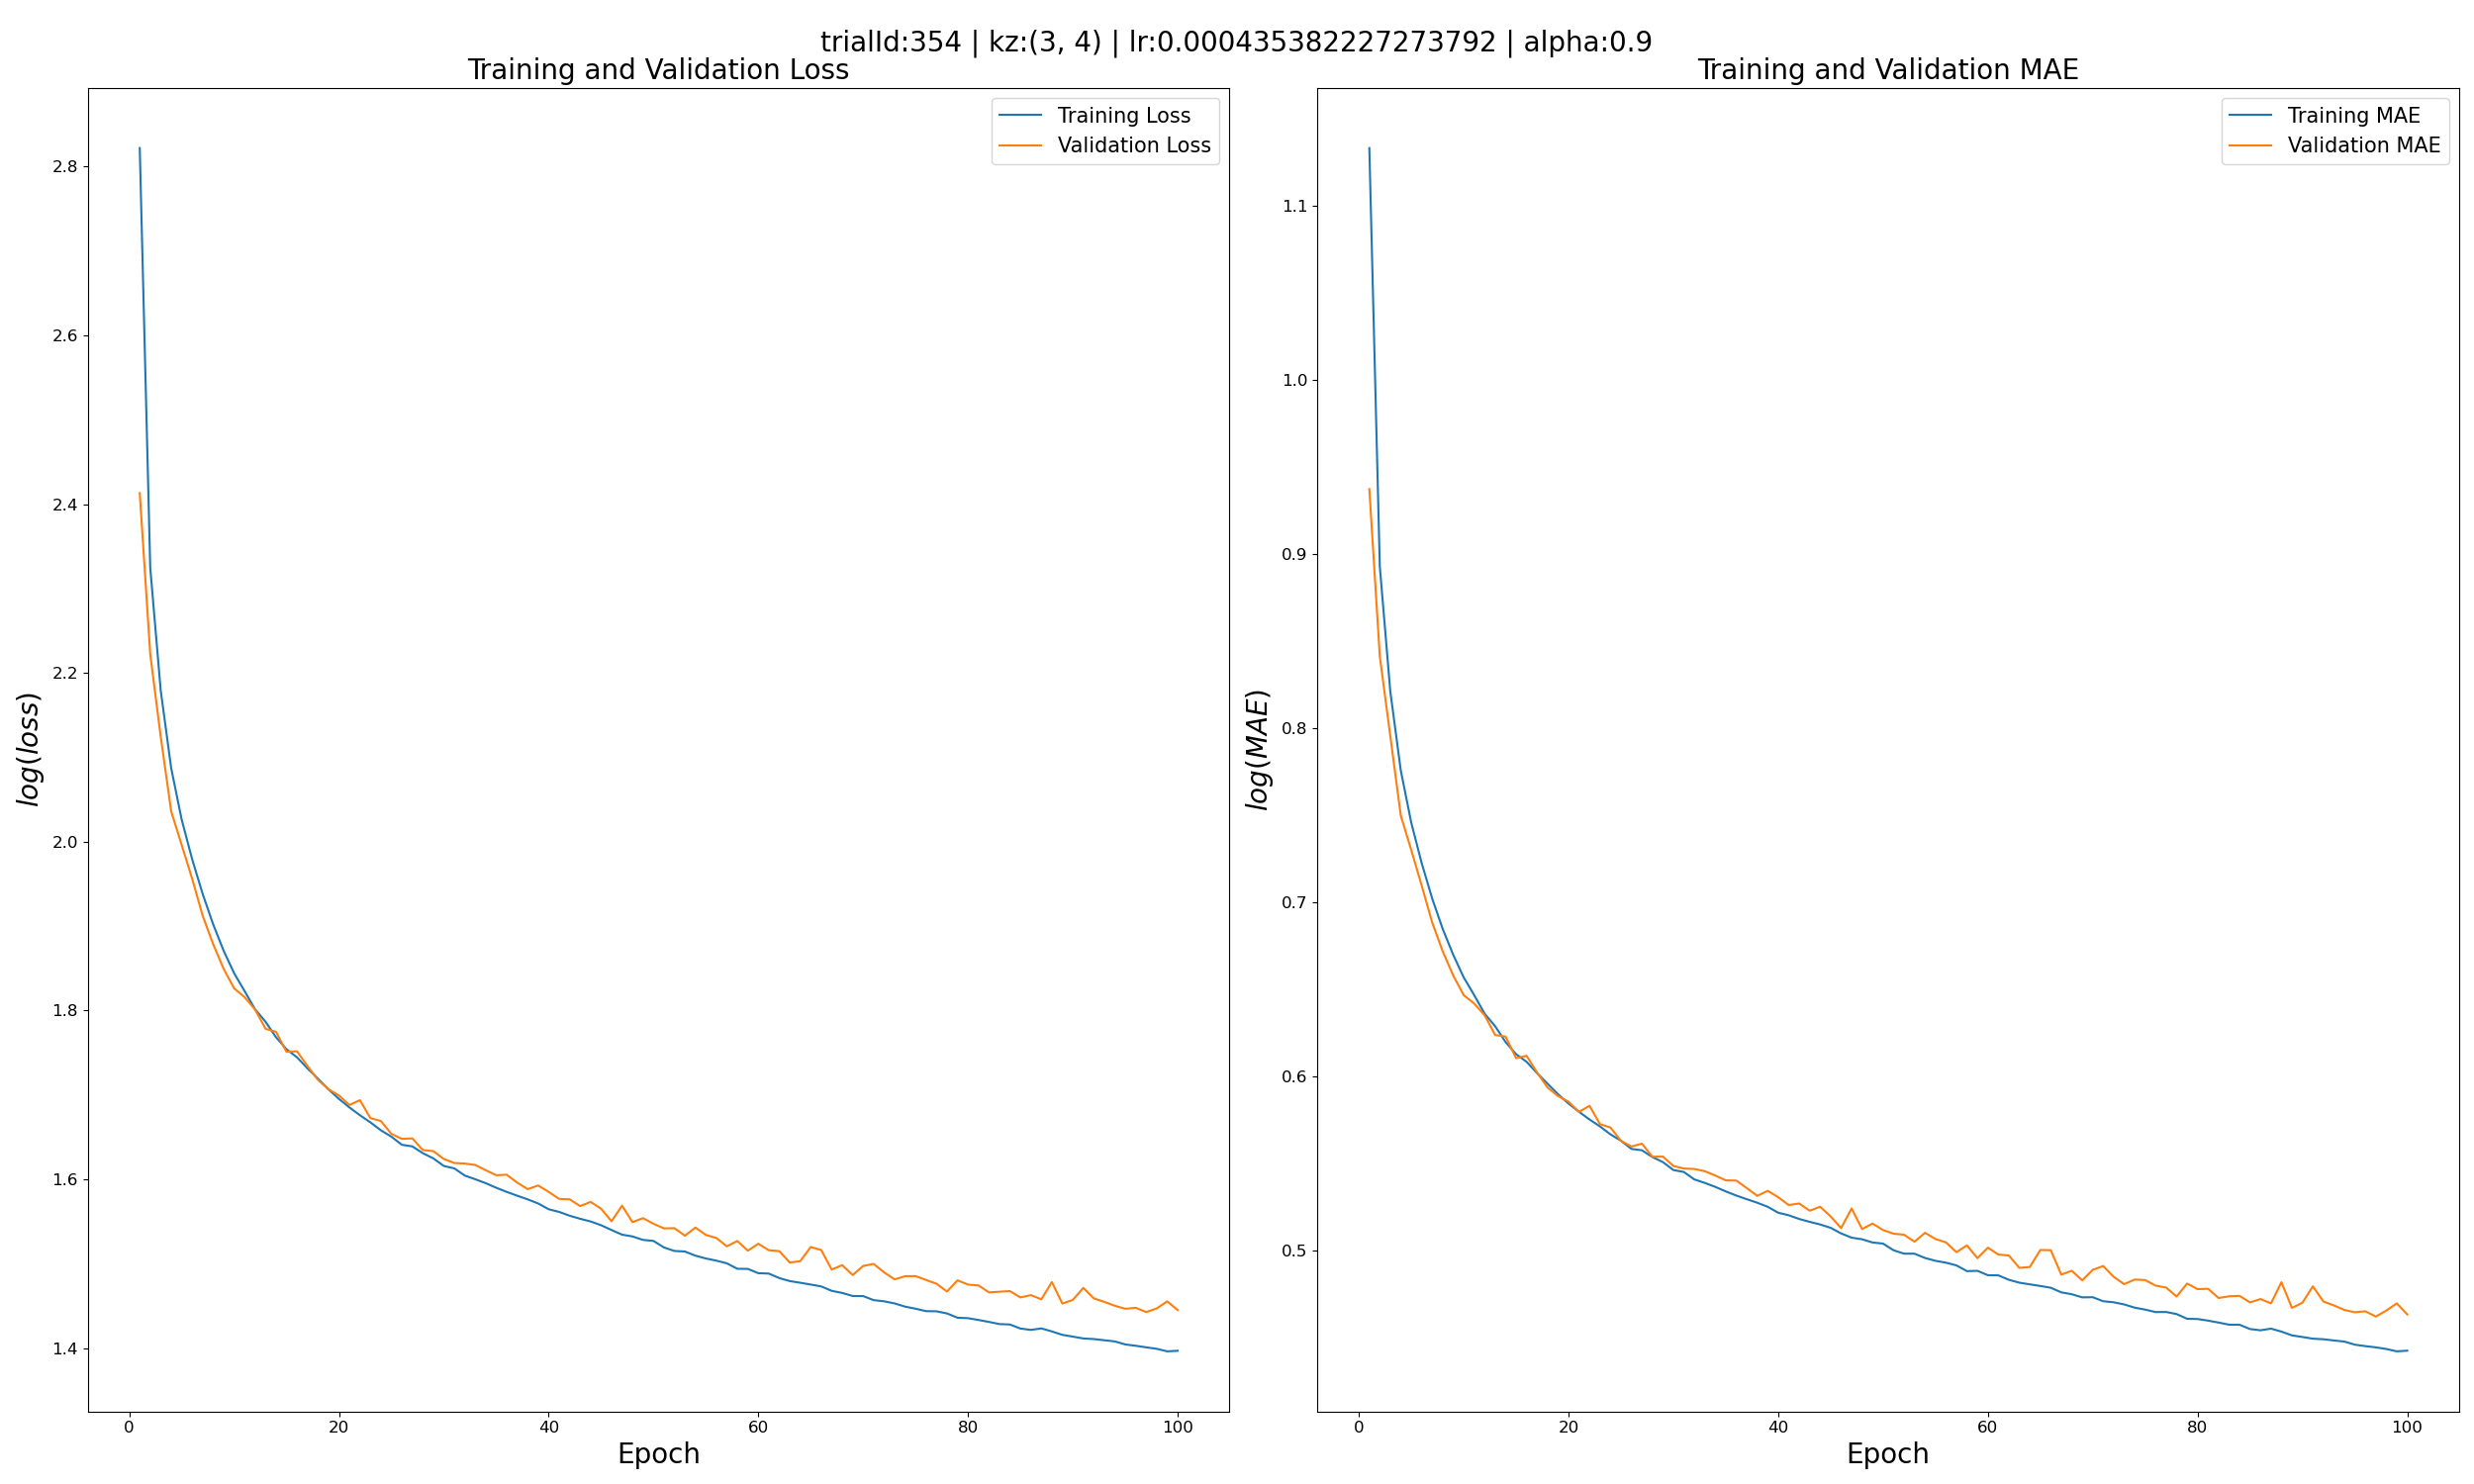 trialId:354 | kz:(3, 4) | lr:0.000435382227273792 | alpha:0.9
Training and Validation Loss
Training Loss
Validation Loss
2.8
2.6
2.4
2.2
2.0
1.8
1.6
1.4
log(loss)
0 20 40 60 80 100
Epoch
Training and Validation MAE
Training MAE
Validation MAE
1.1
1.0
0.9
0.8
0.7
0.6
0.5
log(MAE)
0 20 40 60 80 100
Epoch